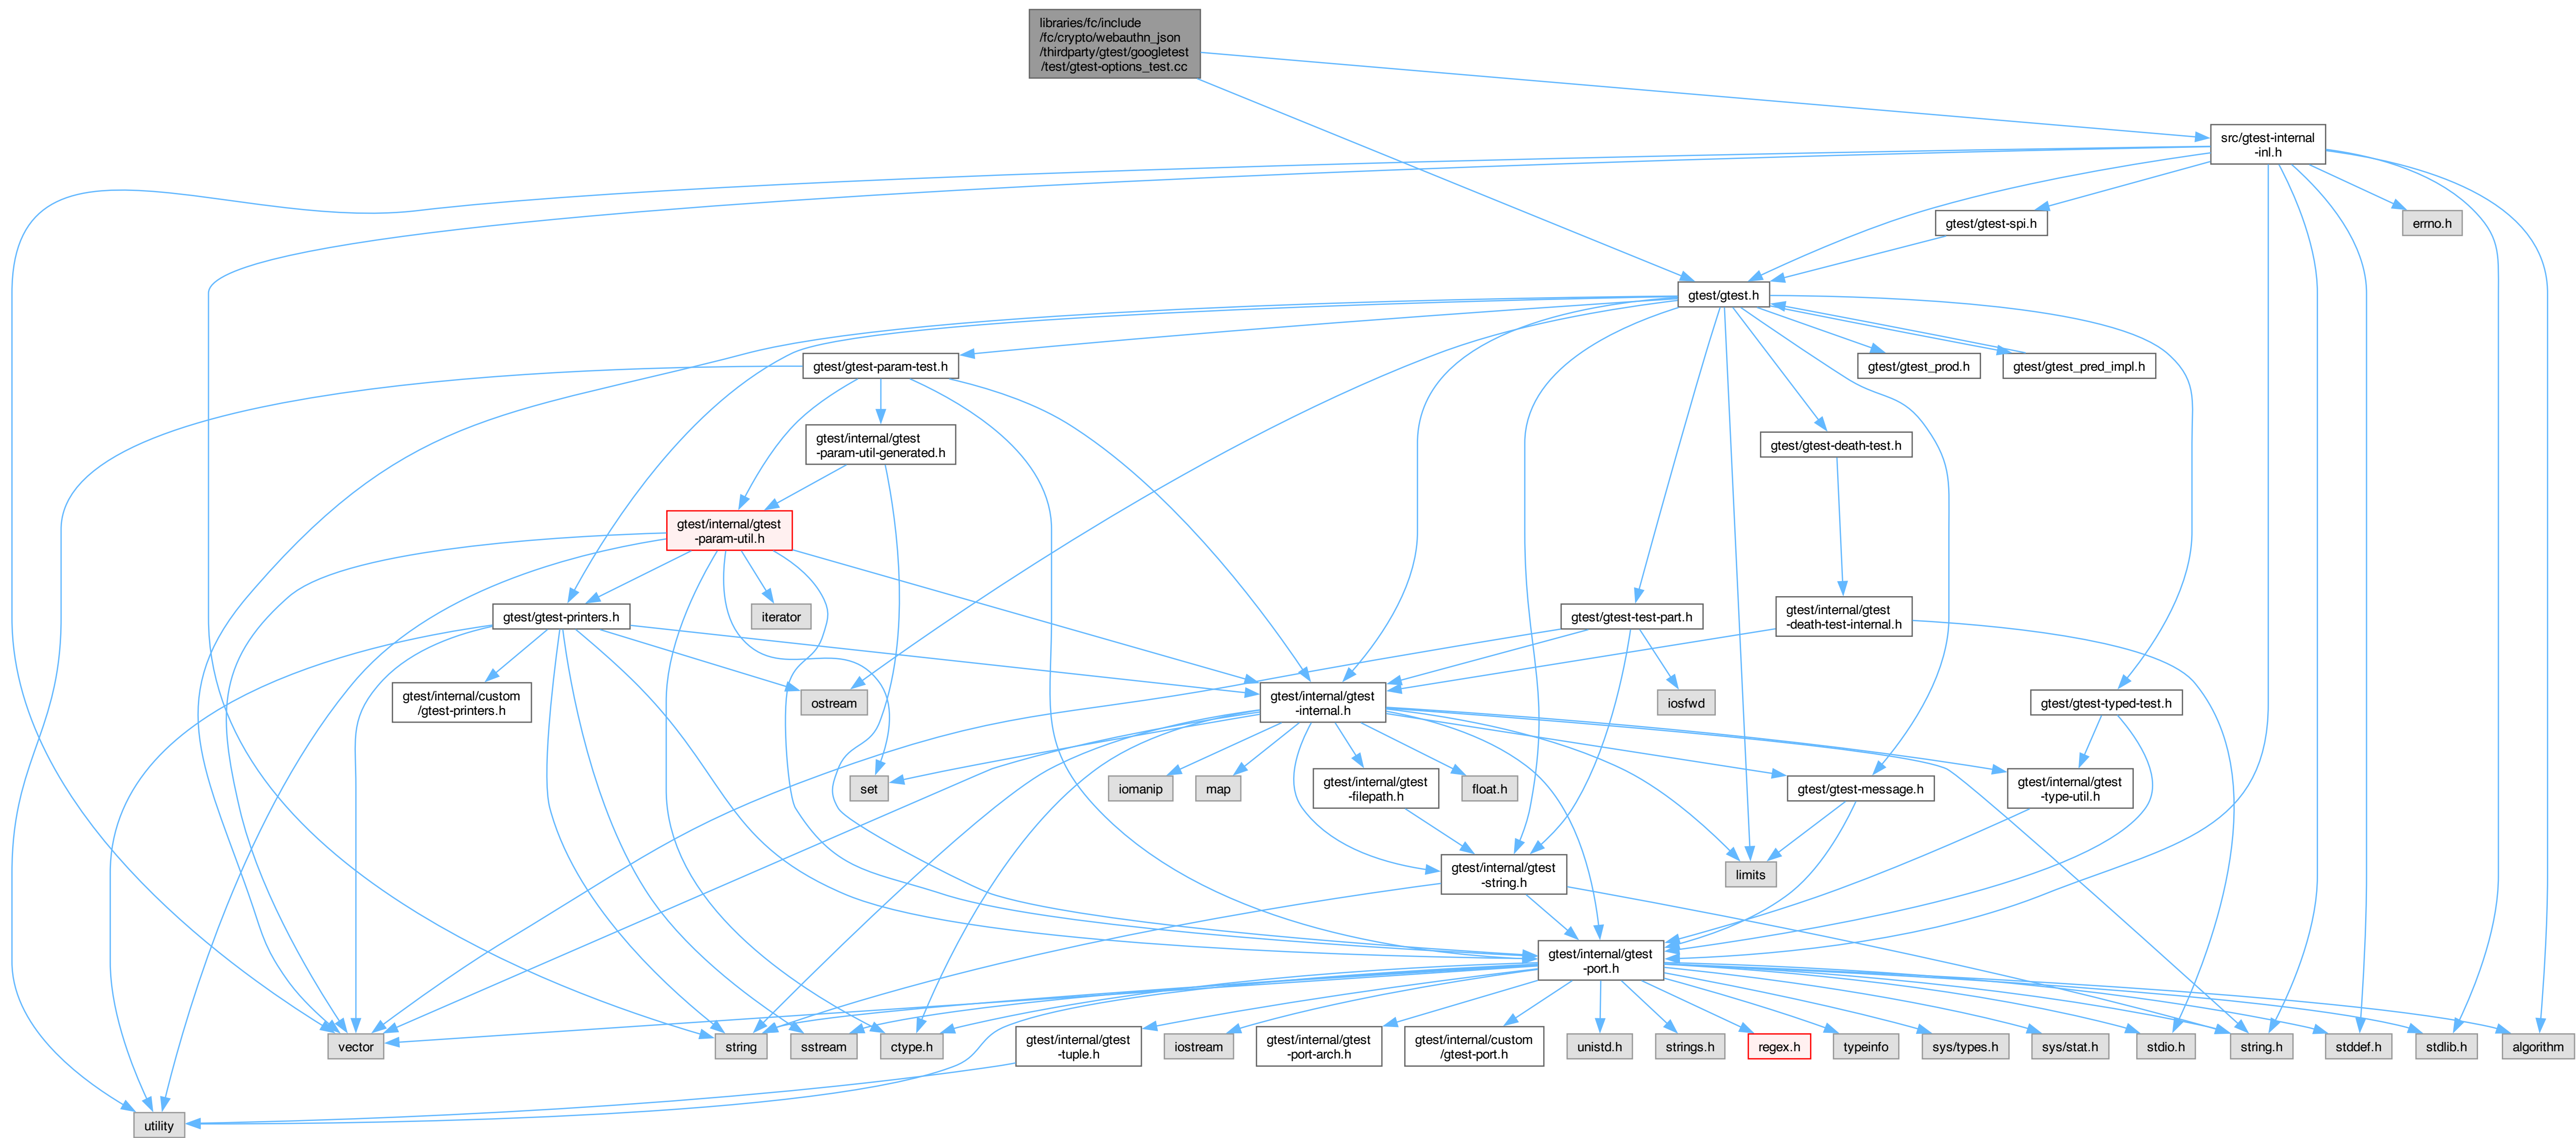 libraries/fc/include
/fc/crypto/webauthn_json
/thirdparty/gtest/googletest
/test/gtest-options_test.cc
src/gtest-internal
-inl.h
gtest/gtest-spi.h
errno.h
gtest/gtest.h
gtest/gtest-param-test.h
gtest/gtest_prod.h
gtest/gtest_pred_impl.h
gtest/internal/gtest
-param-util-generated.h
gtest/gtest-death-test.h
gtest/internal/gtest
-param-util.h
gtest/gtest-printers.h
iterator
gtest/gtest-test-part.h
gtest/internal/gtest
-death-test-internal.h
gtest/internal/custom
/gtest-printers.h
ostream
gtest/internal/gtest
-internal.h
iosfwd
gtest/gtest-typed-test.h
set
iomanip
map
gtest/internal/gtest
-filepath.h
float.h
gtest/gtest-message.h
gtest/internal/gtest
-type-util.h
gtest/internal/gtest
-string.h
limits
gtest/internal/gtest
-port.h
vector
string
sstream
ctype.h
gtest/internal/gtest
-tuple.h
iostream
gtest/internal/gtest
-port-arch.h
gtest/internal/custom
/gtest-port.h
unistd.h
strings.h
regex.h
typeinfo
sys/types.h
sys/stat.h
stdio.h
string.h
stddef.h
stdlib.h
algorithm
utility